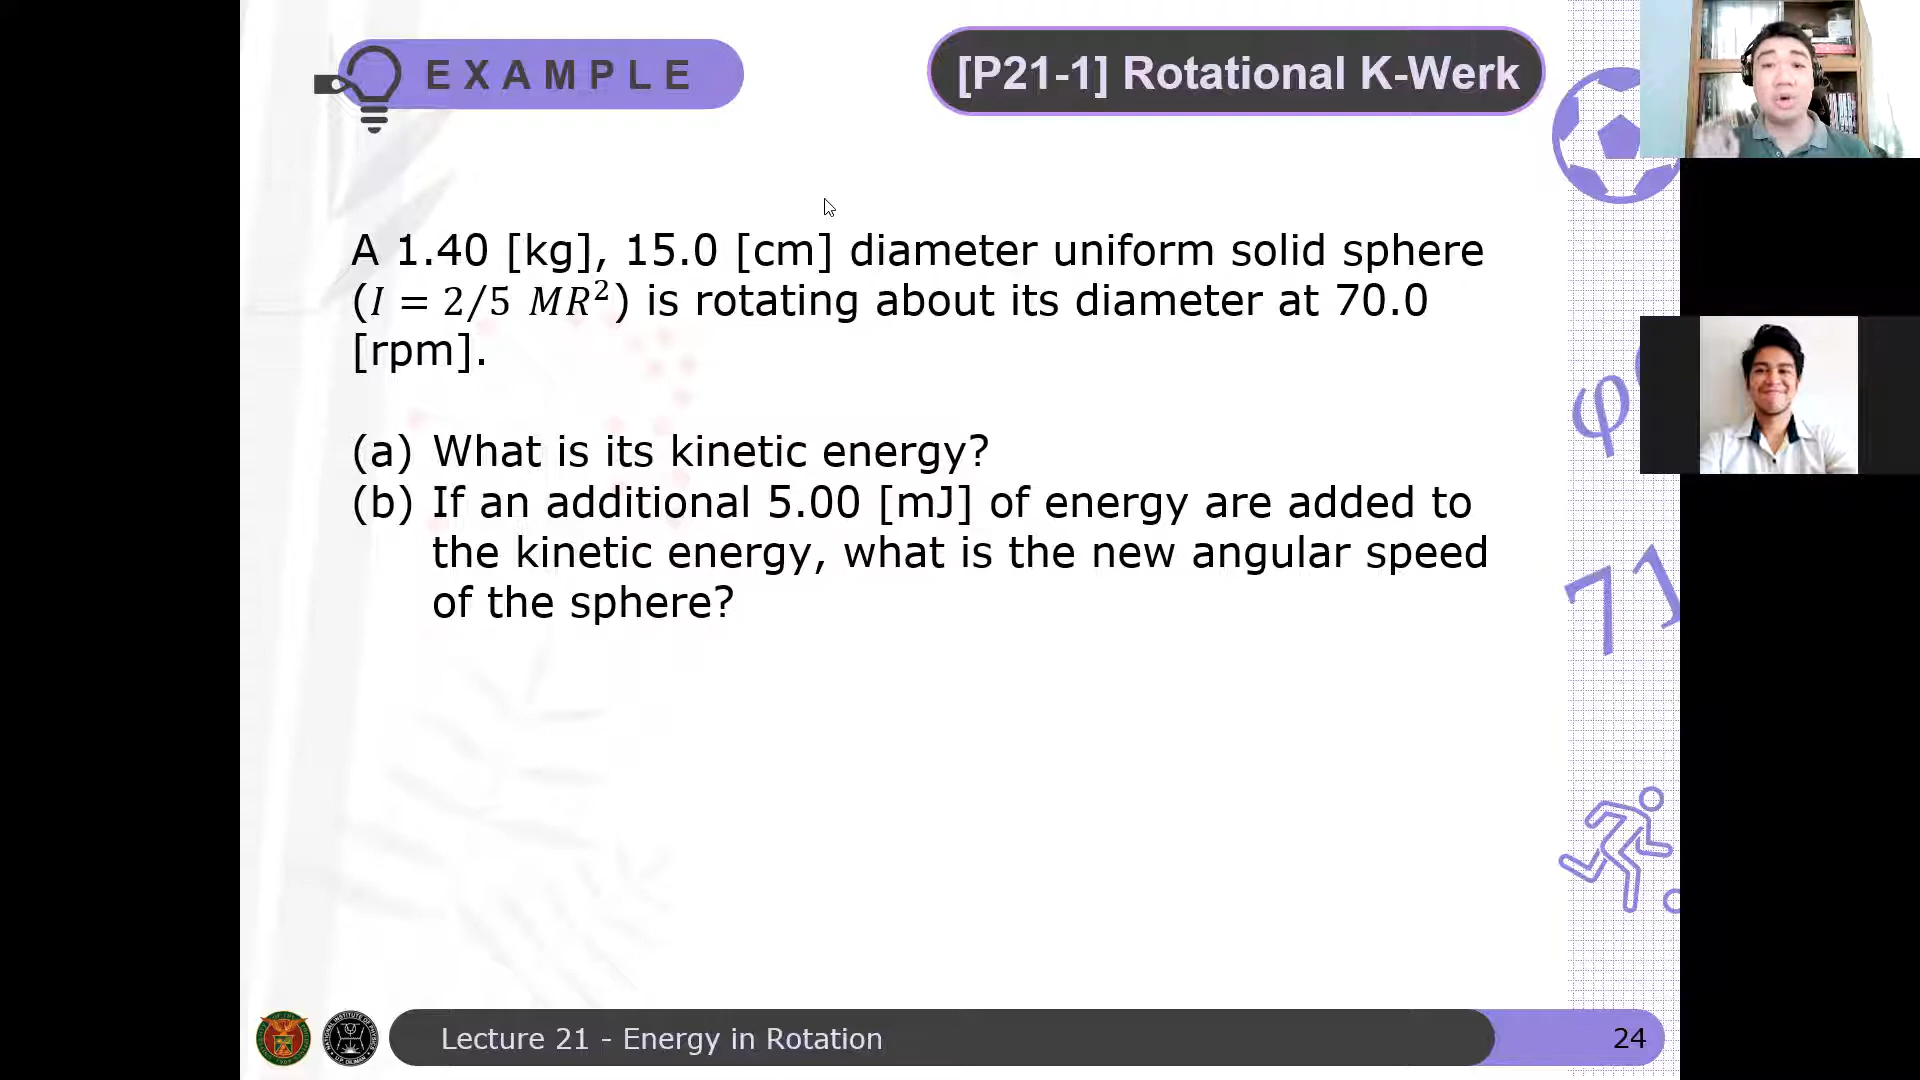 EXAMPLE
[P21-1] Rotational K-Werk
A 1.40 [kg], 15.0 [cm] diameter uniform solid sphere
(I = 2/5 MR²) is rotating about its diameter at 70.0
[rpm].
(a) What is its kinetic energy?
(b) If an additional 5.00 [mJ] of energy are added to
the kinetic energy, what is the new angular speed
of the sphere?
φ
71
Lecture 21 - Energy in Rotation
24